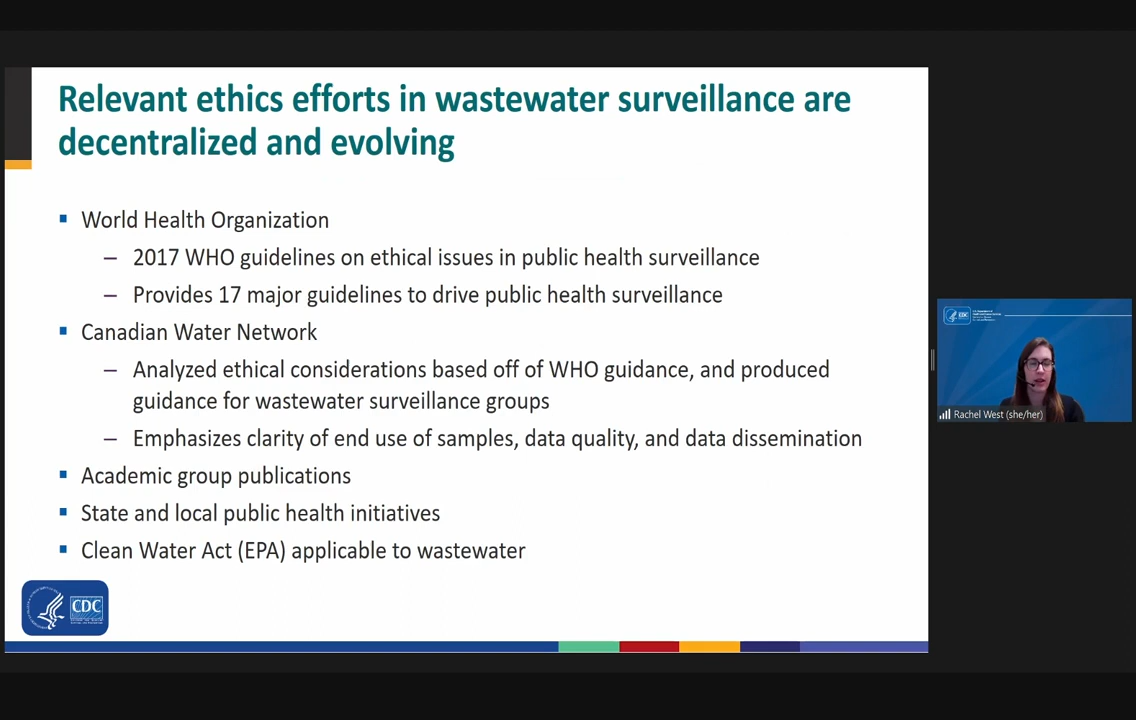 Relevant ethics efforts in wastewater surveillance are
decentralized and evolving
▪ World Health Organization
– 2017 WHO guidelines on ethical issues in public health surveillance
– Provides 17 major guidelines to drive public health surveillance
▪ Canadian Water Network
– Analyzed ethical considerations based off of WHO guidance, and produced
guidance for wastewater surveillance groups
– Emphasizes clarity of end use of samples, data quality, and data dissemination
▪ Academic group publications
▪ State and local public health initiatives
▪ Clean Water Act (EPA) applicable to wastewater
CDC
CDC
Rachel West (she/her)